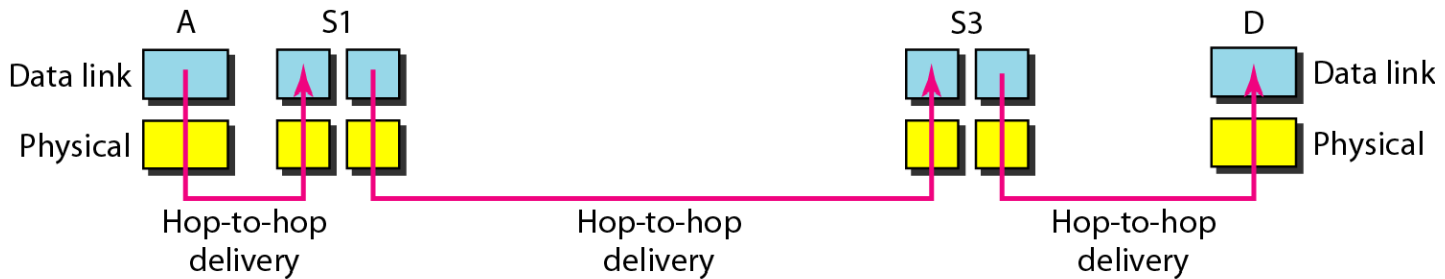 A S1 S3 D
Data link Data link
Physical Physical
Hop-to-hop Hop-to-hop Hop-to-hop
delivery delivery delivery